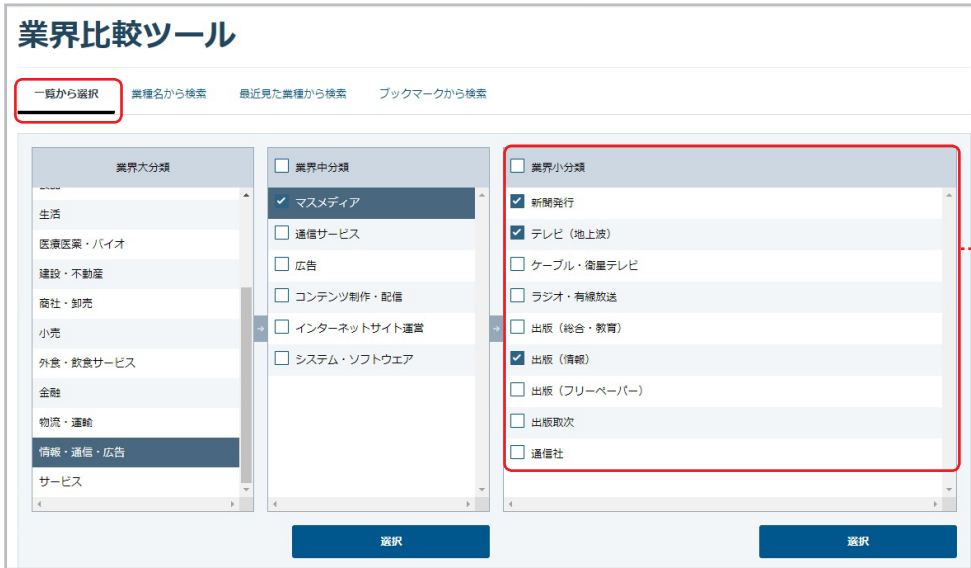 業界比較ツール
一覧から選択 業種名から検索 最近見た業種から検索 ブックマークから検索
業界大分類
生活
医療医薬・バイオ
建設・不動産
商社・卸売
小売
外食・飲食サービス
金融
物流・運輸
情報・通信・広告
サービス
業界中分類
マスメディア
通信サービス
広告
コンテンツ制作・配信
インターネットサイト運営
システム・ソフトウエア
選択
業界小分類
新聞発行
テレビ（地上波）
ケーブル・衛星テレビ
ラジオ・有線放送
出版（総合・教育）
出版（情報）
出版（フリーペーパー）
出版取次
通信社
選択